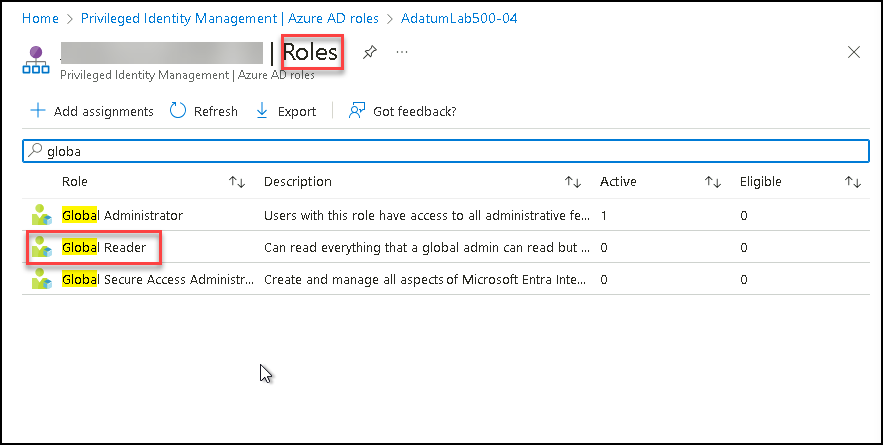 Home > Privileged Identity Management | Azure AD roles > AdatumLab500-04
| Roles
Privileged Identity Management | Azure AD roles
Add assignments Refresh Export Got feedback?
globa
Role Description Active Eligible
Global Administrator Users with this role have access to all administrative fe... 1 0
Global Reader Can read everything that a global admin can read but ... 0 0
Global Secure Access Administr... Create and manage all aspects of Microsoft Entra Inte... 0 0